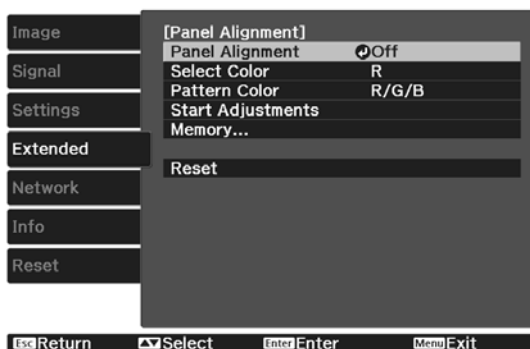 Image
Signal
Settings
Extended
Network
Info
Reset
[Panel Alignment]
Panel Alignment Off
Select Color R
Pattern Color R/G/B
Start Adjustments
Memory...
Reset
Esc Return Select Enter Enter Menu Exit